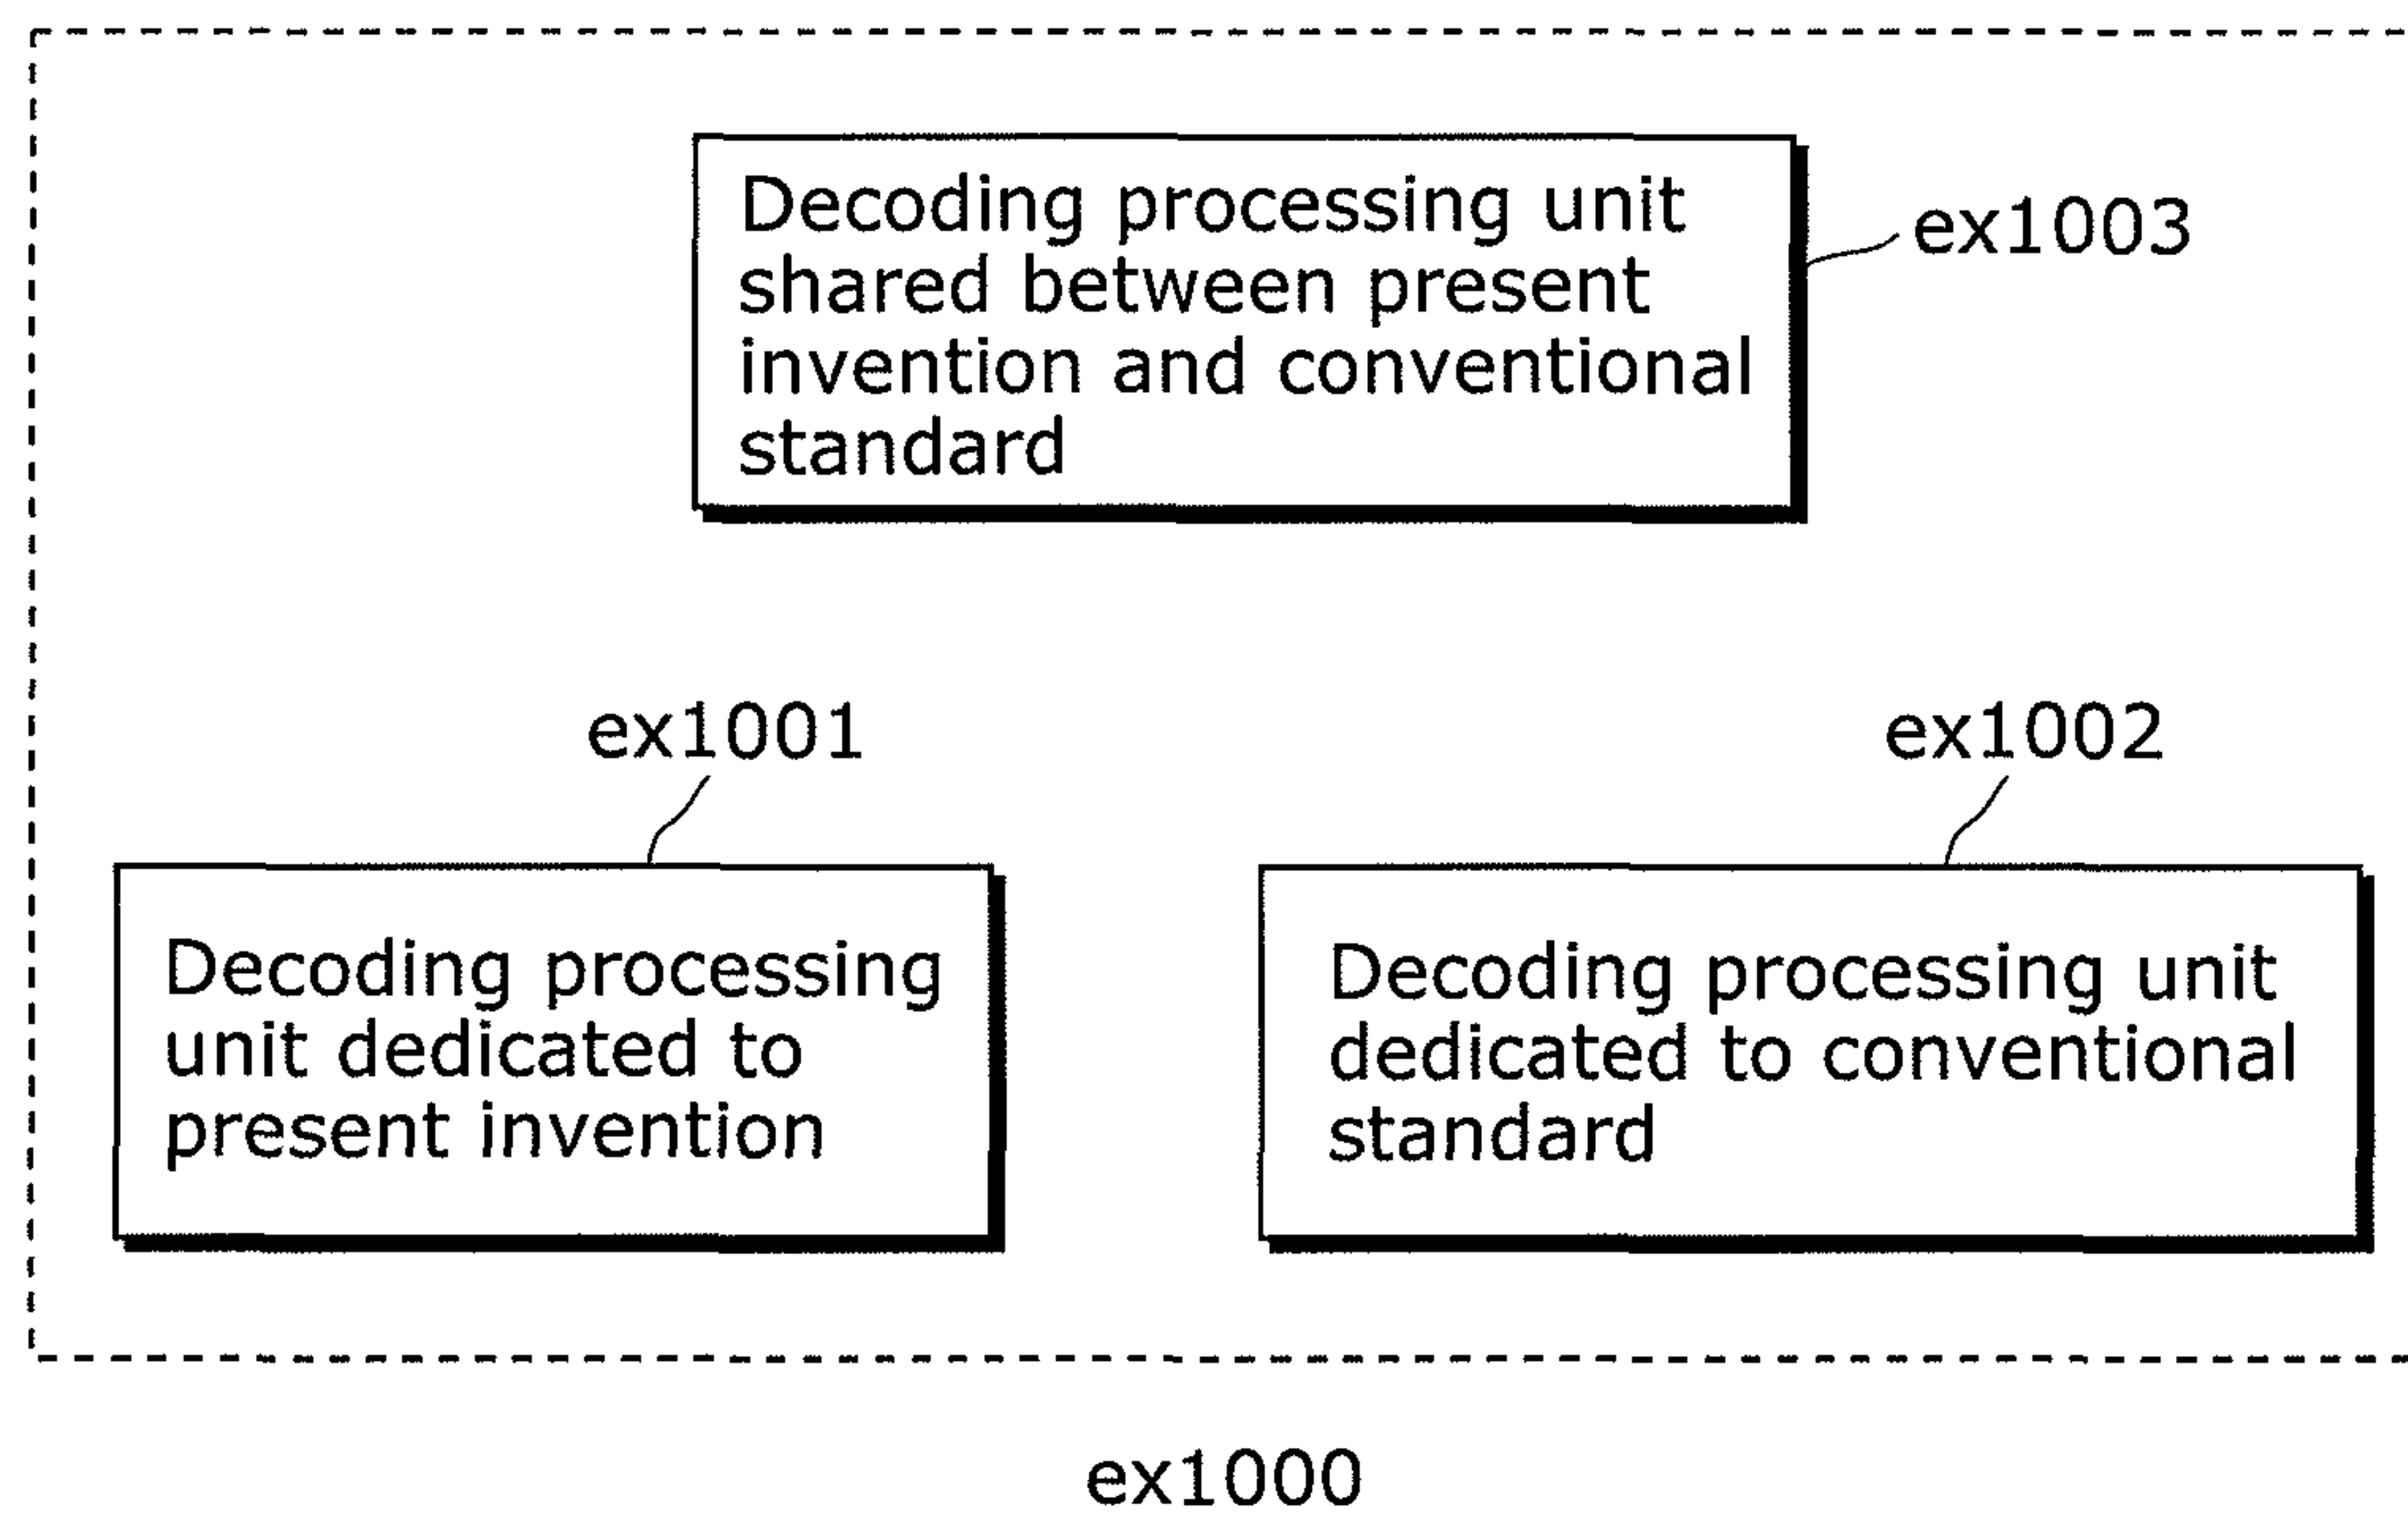 Decoding processing unit
shared between present
invention and conventional
standard
ex1003
ex1001
ex1002
Decoding processing
unit dedicated to
present invention
Decoding processing unit
dedicated to conventional
standard
ex1000